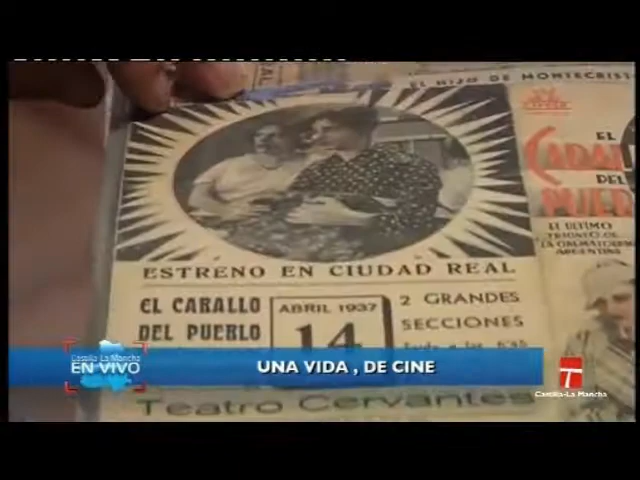 EL HIJO DE MONTECRISTO
ESTRENO EN CIUDAD REAL
EL CABALLO
DEL PUEBLO
ABRIL 1937
14
2 GRANDES
SECCIONES
Teatro Cervantes
EL
CABAL
DEL
PUEB
EL ULTIMO
TRIUNFO DE
LA CINEMATOGRAFIA
ARGENTINA
Castilla-La Mancha
EN VIVO
UNA VIDA , DE CINE
Castilla-La Mancha